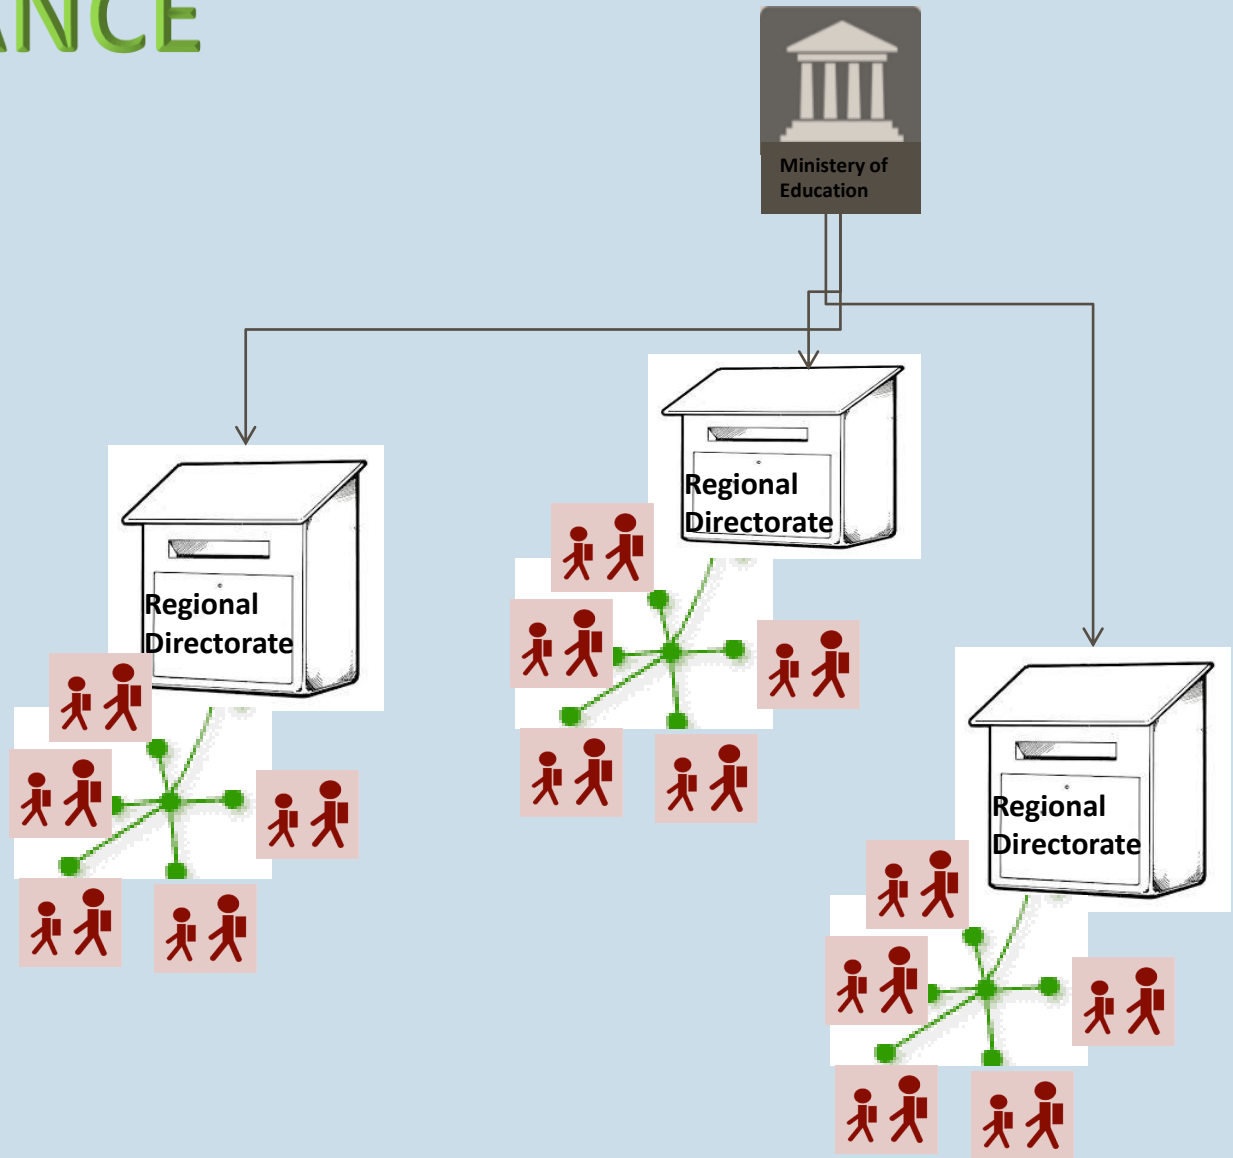 ANCE
Ministery of
Education
Regional
Directorate
Regional
Directorate
Regional
Directorate